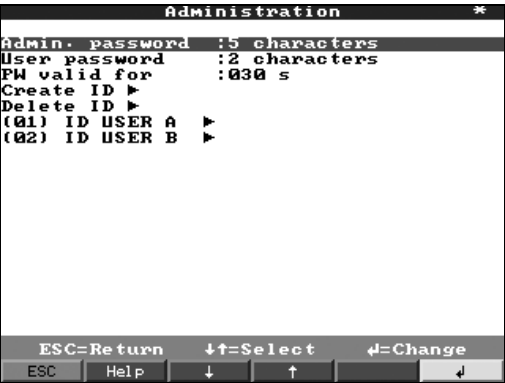 Administration *
Admin. password :5 characters
User password :2 characters
PW valid for :030 s
Create ID ►
Delete ID ►
(01) ID USER A ►
(02) ID USER B ►
ESC=Return ↓↑=Select ↵=Change
ESC Help ↓ ↑ ↵